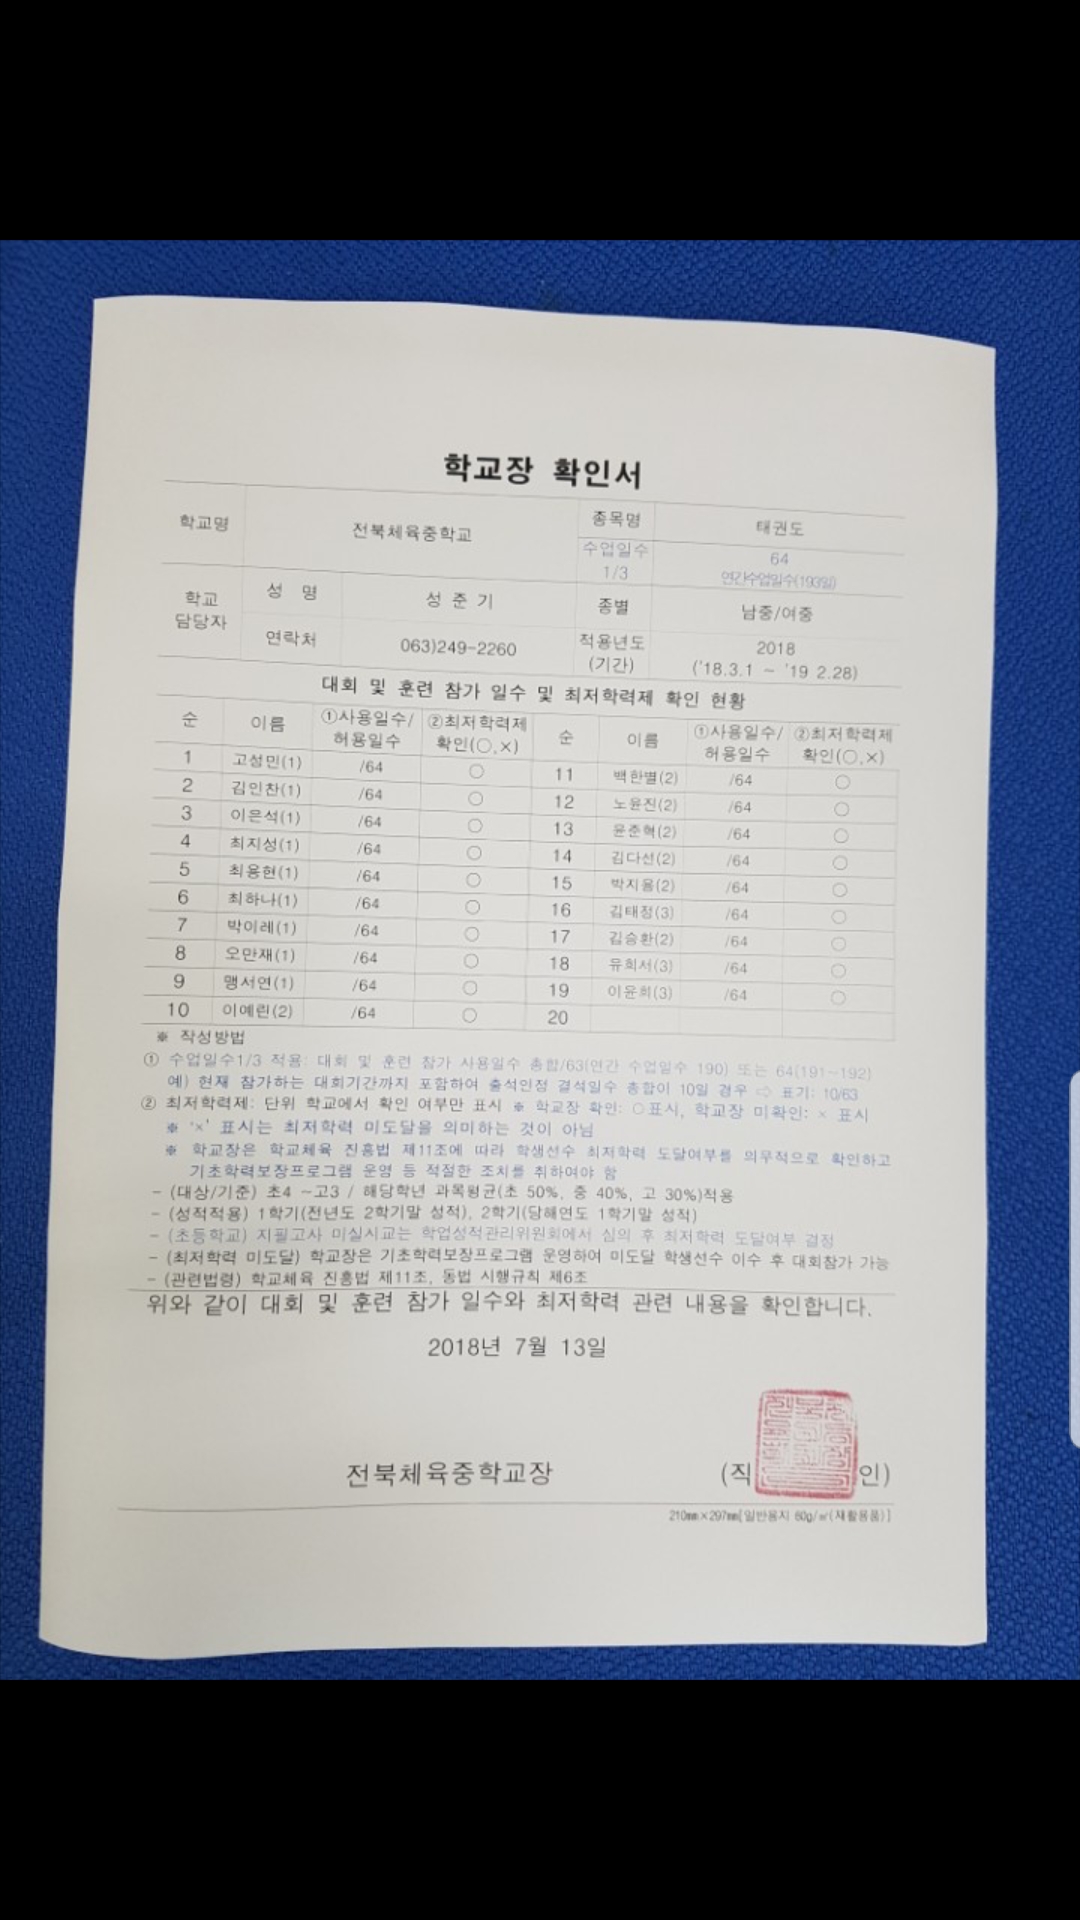 학교장 확인서
학교명 전북체육중학교 종목명 태권도
수업일수 1/3 64 연간수업일수(193일)
학교 담당자 성 명 성 준 기 종별 남중/여중
연락처 063)249-2260 적용년도 (기간) 2018 ('18.3.1 ~ '19 2.28)
대회 및 훈련 참가 일수 및 최저학력제 확인 현황
순 이름 ①사용일수/허용일수 ②최저학력제 확인(○,×) 순 이름 ①사용일수/허용일수 ②최저학력제 확인(○,×)
1 고성민(1) /64 ○ 11 백한별(2) /64 ○
2 김인찬(1) /64 ○ 12 노윤진(2) /64 ○
3 이은석(1) /64 ○ 13 윤준혁(2) /64 ○
4 최지성(1) /64 ○ 14 김다선(2) /64 ○
5 최용현(1) /64 ○ 15 박지용(2) /64 ○
6 최하나(1) /64 ○ 16 김태정(3) /64 ○
7 박이레(1) /64 ○ 17 김승환(2) /64 ○
8 오만재(1) /64 ○ 18 유희서(3) /64 ○
9 맹서연(1) /64 ○ 19 이윤희(3) /64 ○
10 이예린(2) /64 ○ 20
※ 작성방법
① 수업일수1/3 적용: 대회 및 훈련 참가 사용일수 총합/63(연간 수업일수 190) 또는 64(191~192)
예) 현재 참가하는 대회기간까지 포함하여 출석인정 결석일수 총합이 10일 경우 ⇨ 표기: 10/63
② 최저학력제: 단위 학교에서 확인 여부만 표시 ※ 학교장 확인: ○표시, 학교장 미확인: × 표시
※ '×' 표시는 최저학력 미도달을 의미하는 것이 아님
※ 학교장은 학교체육 진흥법 제11조에 따라 학생선수 최저학력 도달여부를 의무적으로 확인하고
기초학력보장프로그램 운영 등 적절한 조치를 취하여야 함
- (대상/기준) 초4 ~고3 / 해당학년 과목평균(초 50%, 중 40%, 고 30%)적용
- (성적적용) 1학기(전년도 2학기말 성적), 2학기(당해연도 1학기말 성적)
- (초등학교) 지필고사 미실시교는 학업성적관리위원회에서 심의 후 최저학력 도달여부 결정
- (최저학력 미도달) 학교장은 기초학력보장프로그램 운영하여 미도달 학생선수 이수 후 대회참가 가능
- (관련법령) 학교체육 진흥법 제11조, 동법 시행규칙 제6조
위와 같이 대회 및 훈련 참가 일수와 최저학력 관련 내용을 확인합니다.
2018년 7월 13일
전북체육중학교장 (직 인)
210mm×297mm[일반용지 60g/㎡(재활용품)]